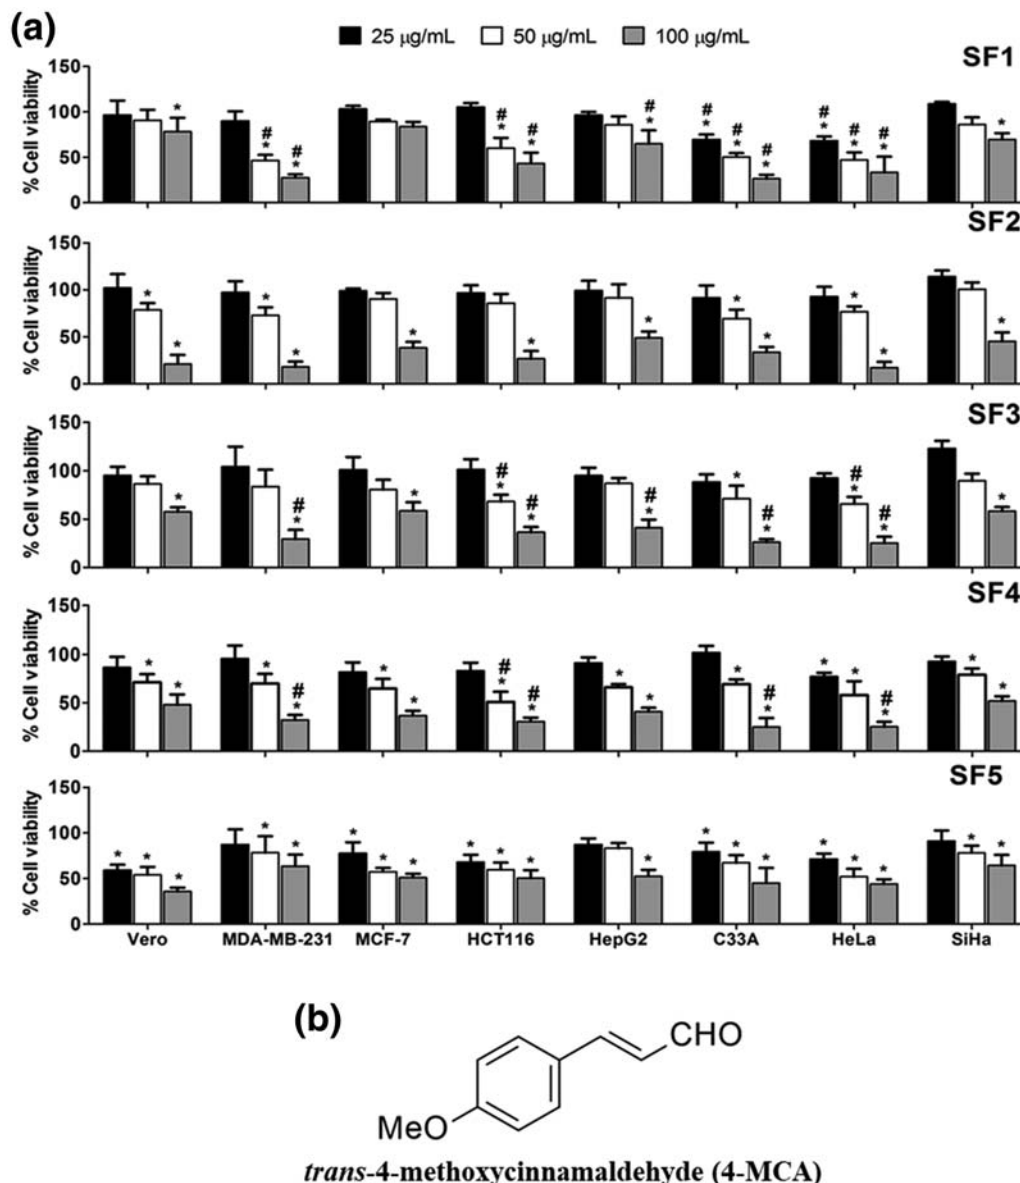 (a)
25 µg/mL 50 µg/mL 100 µg/mL
SF1
% Cell viability
150
100
50
0
* # * # * # * # * # * # * # * # * # * # * # * *
SF2
% Cell viability
150
100
50
0
* * * * * * * * * * * *
SF3
% Cell viability
150
100
50
0
* # * # * # * * # * * # * # * # * *
SF4
% Cell viability
150
100
50
0
* * * # * * * # * # * * * * # * * * # * * *
SF5
% Cell viability
150
100
50
0
* * * * * * * * * * * * * * * * * * * * *
Vero MDA-MB-231 MCF-7 HCT116 HepG2 C33A HeLa SiHa
(b)
CHO
MeO
trans-4-methoxycinnamaldehyde (4-MCA)